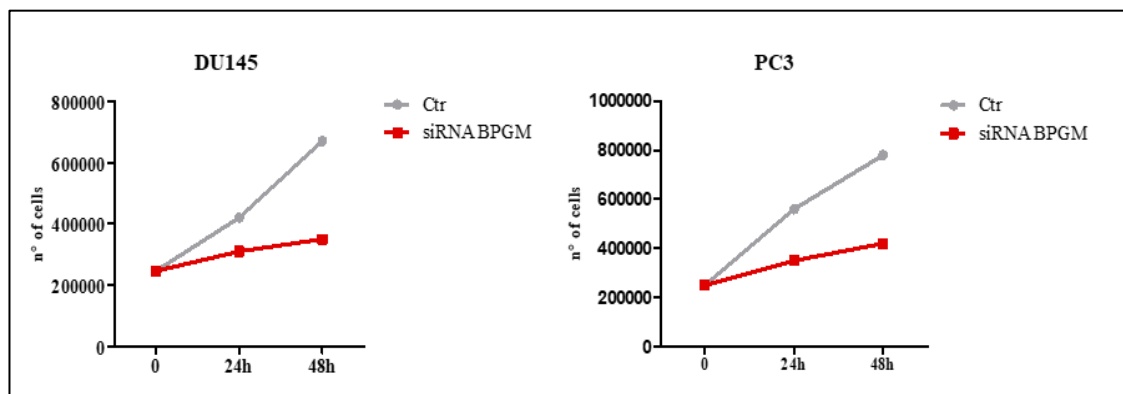 DU145
800000
600000
400000
200000
0
n° of cells
0 24h 48h
Ctr
siRNA BPGM
PC3
1000000
800000
600000
400000
200000
0
n° of cells
0 24h 48h
Ctr
siRNA BPGM